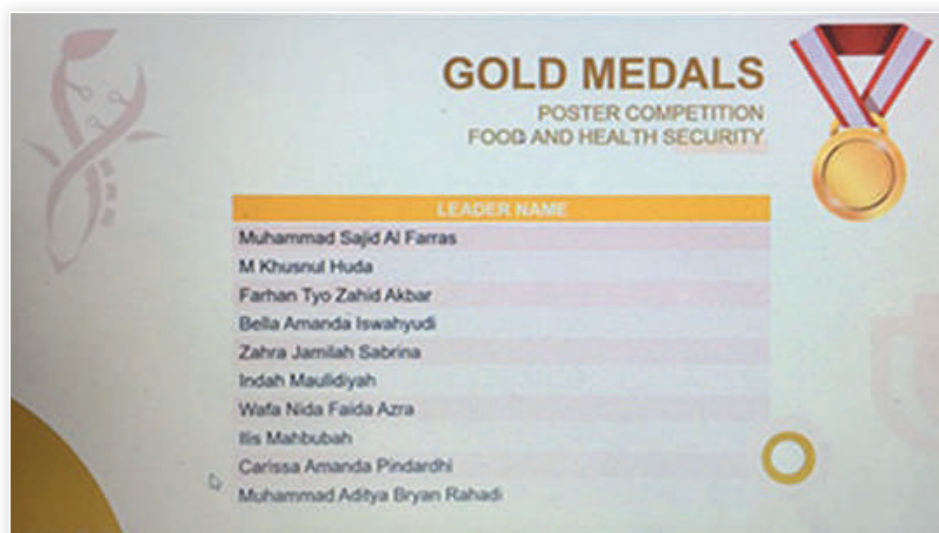 GOLD MEDALS
POSTER COMPETITION
FOOD AND HEALTH SECURITY
LEADER NAME
Muhammad Sajid Al Farras
M Khusnul Huda
Farhan Tyo Zahid Akbar
Bella Amanda Iswahyudi
Zahra Jamilah Sabrina
Indah Maulidiyah
Wafa Nida Faida Azra
Ilis Mahbubah
Carissa Amanda Pindardhi
Muhammad Aditya Bryan Rahadi